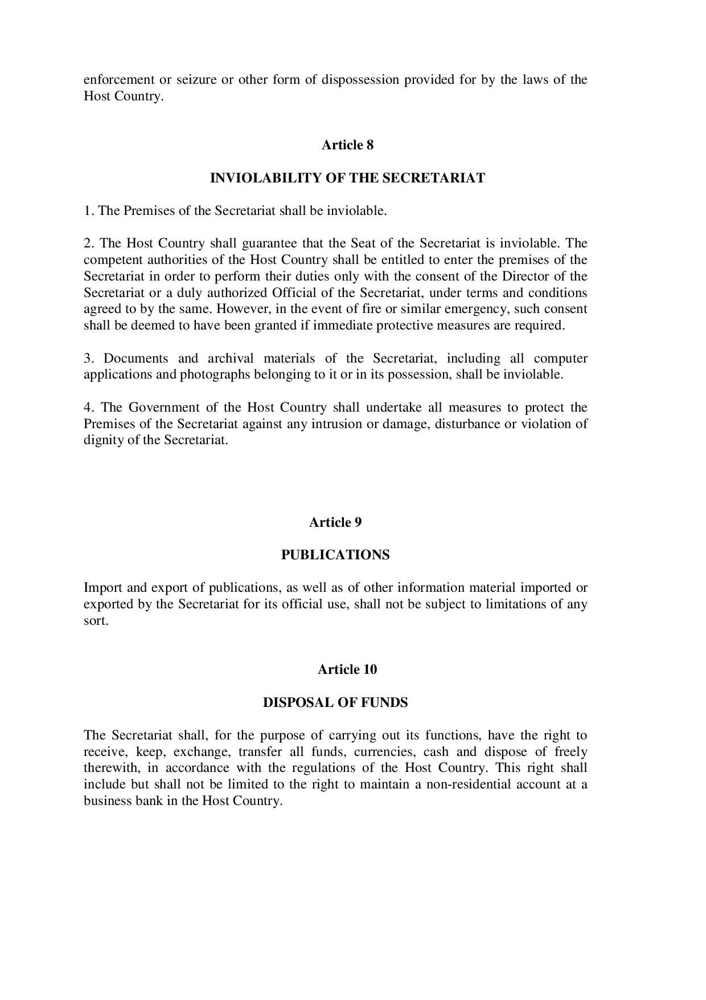 enforcement or seizure or other form of dispossession provided for by the laws of the
Host Country.
Article 8
INVIOLABILITY OF THE SECRETARIAT
1. The Premises of the Secretariat shall be inviolable.
2. The Host Country shall guarantee that the Seat of the Secretariat is inviolable. The
competent authorities of the Host Country shall be entitled to enter the premises of the
Secretariat in order to perform their duties only with the consent of the Director of the
Secretariat or a duly authorized Official of the Secretariat, under terms and conditions
agreed to by the same. However, in the event of fire or similar emergency, such consent
shall be deemed to have been granted if immediate protective measures are required.
3. Documents and archival materials of the Secretariat, including all computer
applications and photographs belonging to it or in its possession, shall be inviolable.
4. The Government of the Host Country shall undertake all measures to protect the
Premises of the Secretariat against any intrusion or damage, disturbance or violation of
dignity of the Secretariat.
Article 9
PUBLICATIONS
Import and export of publications, as well as of other information material imported or
exported by the Secretariat for its official use, shall not be subject to limitations of any
sort.
Article 10
DISPOSAL OF FUNDS
The Secretariat shall, for the purpose of carrying out its functions, have the right to
receive, keep, exchange, transfer all funds, currencies, cash and dispose of freely
therewith, in accordance with the regulations of the Host Country. This right shall
include but shall not be limited to the right to maintain a non-residential account at a
business bank in the Host Country.